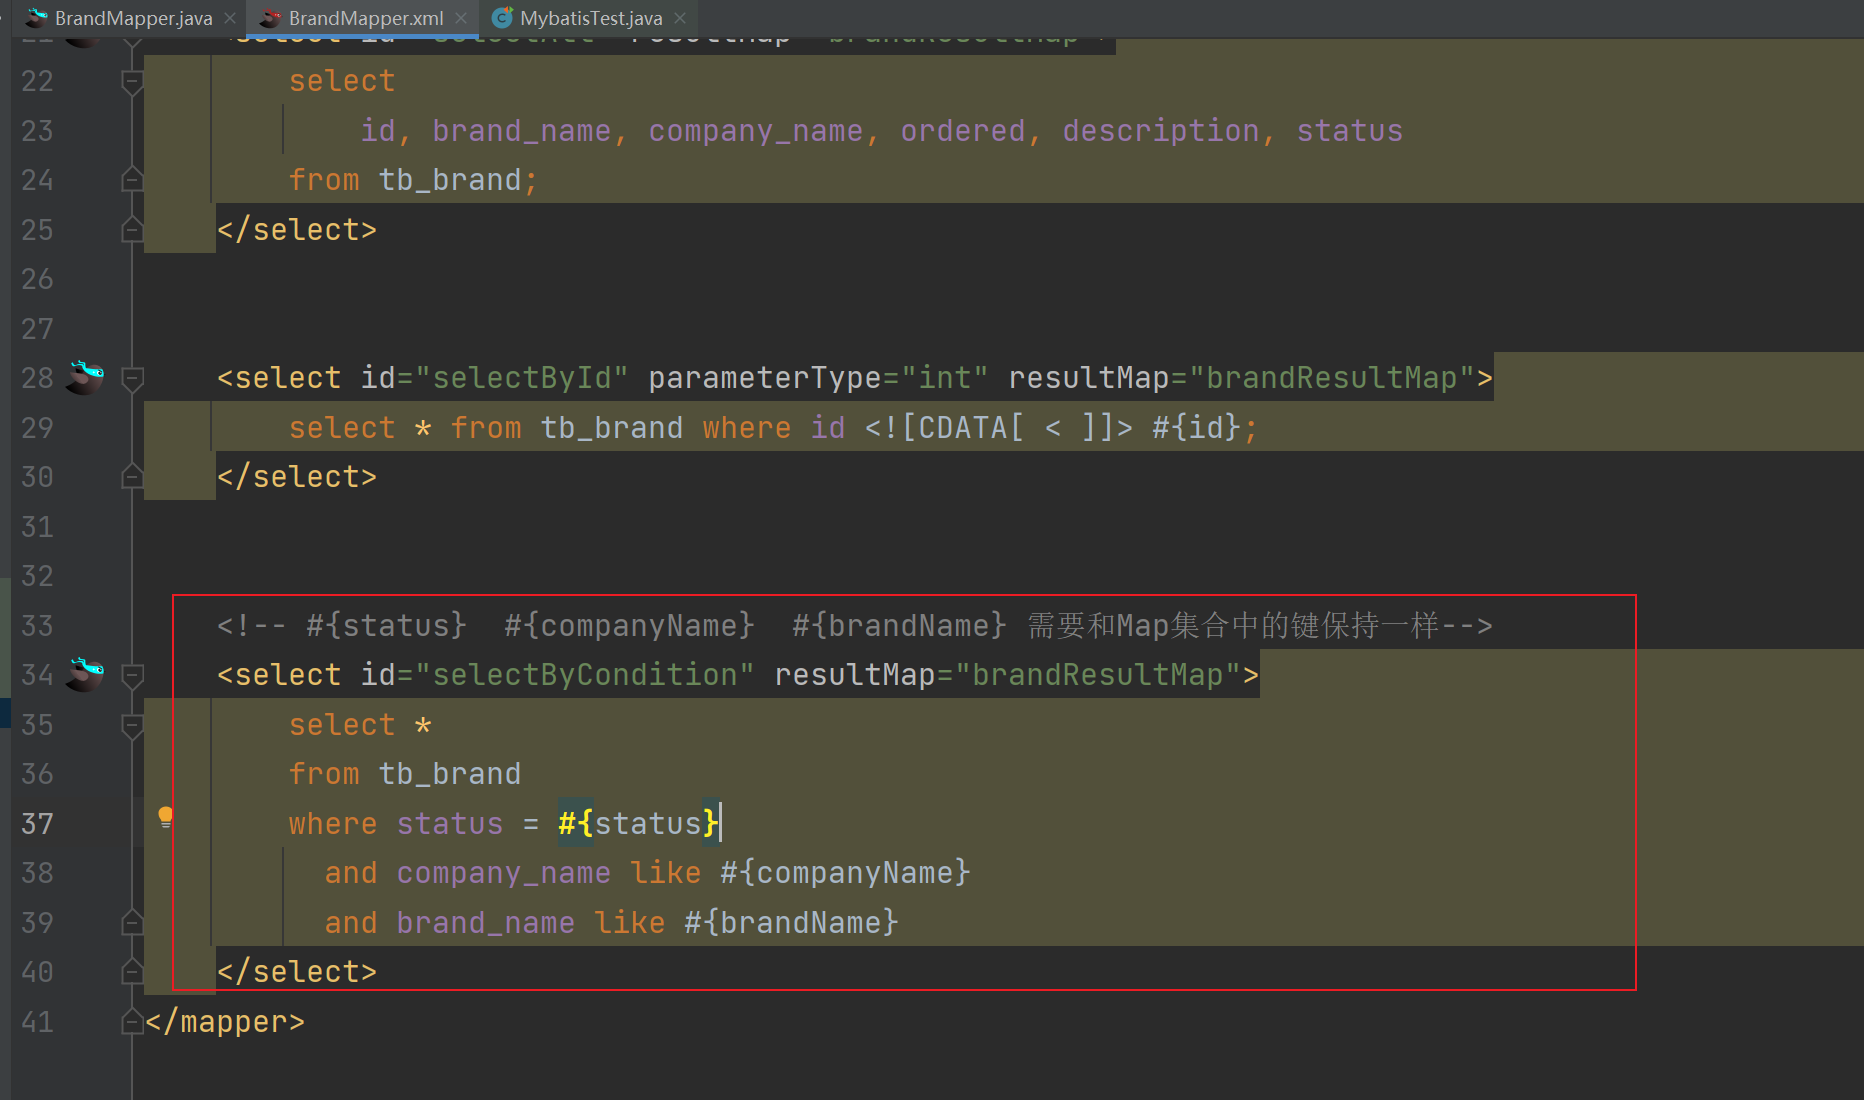 BrandMapper.java BrandMapper.xml MybatisTest.java
22 select
23 id, brand_name, company_name, ordered, description, status
24 from tb_brand;
25 </select>
26
27
28 <select id="selectById" parameterType="int" resultMap="brandResultMap">
29 select * from tb_brand where id <![CDATA[ < ]]> #{id};
30 </select>
31
32
33 <!-- #{status}  #{companyName}  #{brandName} 需要和Map集合中的键保持一样-->
34 <select id="selectByCondition" resultMap="brandResultMap">
35 select *
36 from tb_brand
37 where status = #{status}
38 and company_name like #{companyName}
39 and brand_name like #{brandName}
40 </select>
41 </mapper>